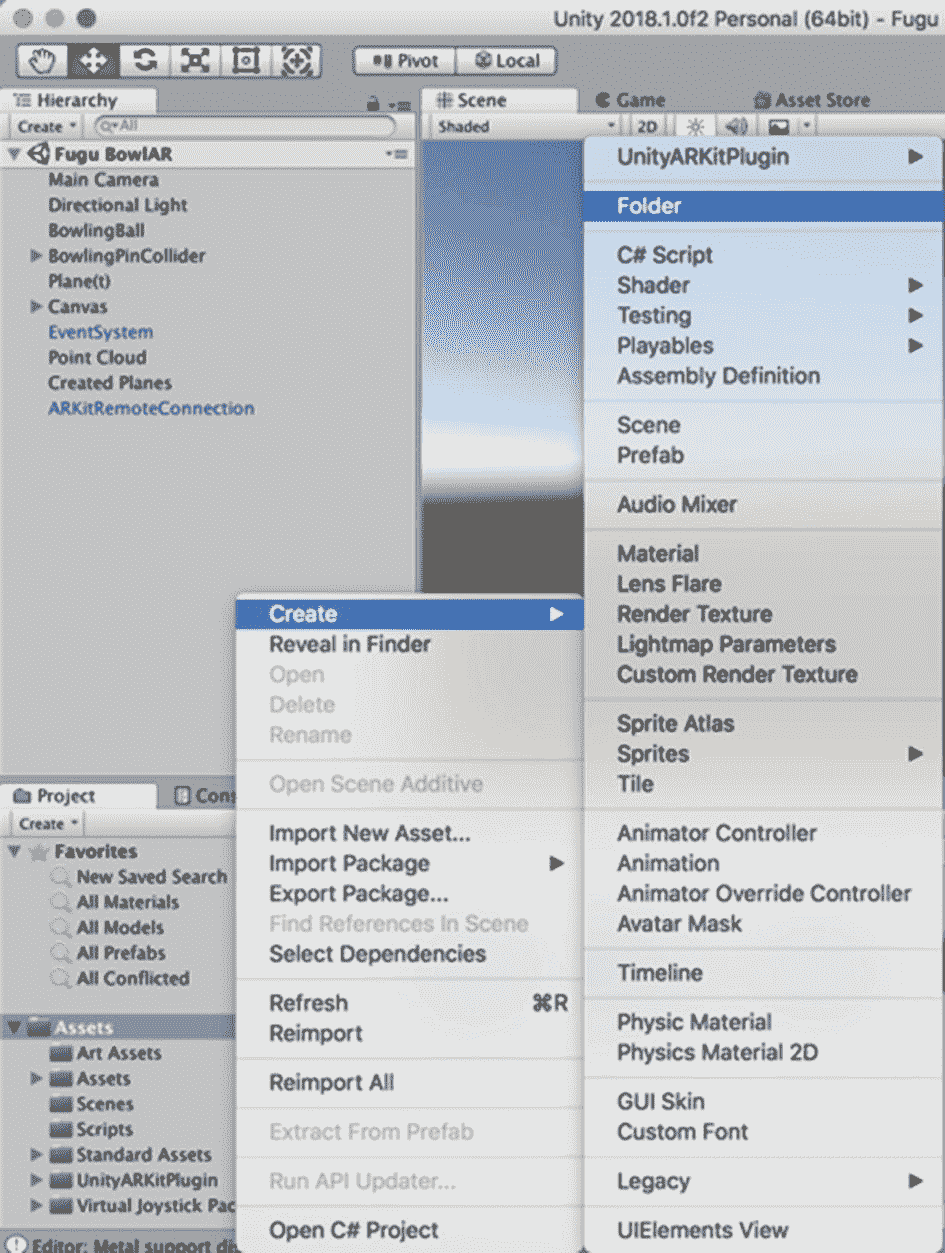 Unity 2018.1.0f2 Personal (64bit) - Fugu
Pivot
Local
Hierarchy
Create
All
Fugu BowlAR
Main Camera
Directional Light
BowlingBall
BowlingPinCollider
Plane(t)
Canvas
EventSystem
Point Cloud
Created Planes
ARKitRemoteConnection
Scene
Game
Asset Store
Shaded
2D
UnityARKitPlugin
Folder
C# Script
Shader
Testing
Playables
Assembly Definition
Scene
Prefab
Audio Mixer
Material
Lens Flare
Render Texture
Lightmap Parameters
Custom Render Texture
Sprite Atlas
Sprites
Tile
Animator Controller
Animation
Animator Override Controller
Avatar Mask
Timeline
Physic Material
Physics Material 2D
GUI Skin
Custom Font
Legacy
UIElements View
Create
Reveal in Finder
Open
Delete
Rename
Open Scene Additive
Import New Asset...
Import Package
Export Package...
Find References In Scene
Select Dependencies
Refresh ⌘R
Reimport
Reimport All
Extract From Prefab
Run API Updater...
Open C# Project
Project
Cons
Create
Favorites
New Saved Search
All Materials
All Models
All Prefabs
All Conflicted
Assets
Art Assets
Assets
Scenes
Scripts
Standard Assets
UnityARKitPlugin
Virtual Joystick Pac
Editor: Metal support di